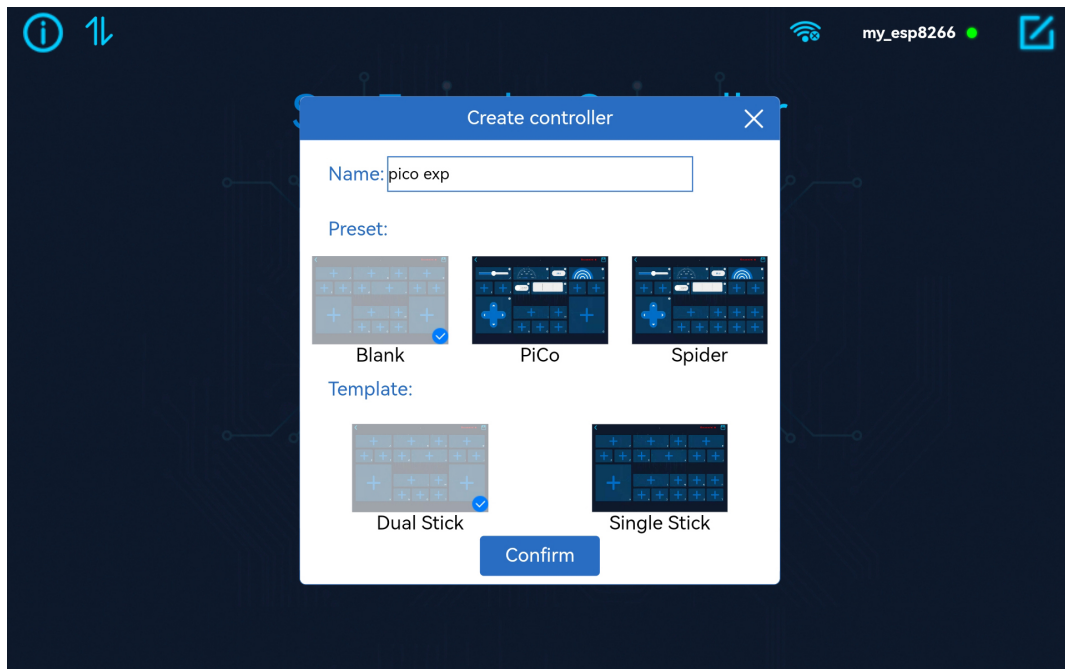 my_esp8266
Create controller
Name: pico exp
Preset:
Blank PiCo Spider
Template:
Dual Stick Single Stick
Confirm